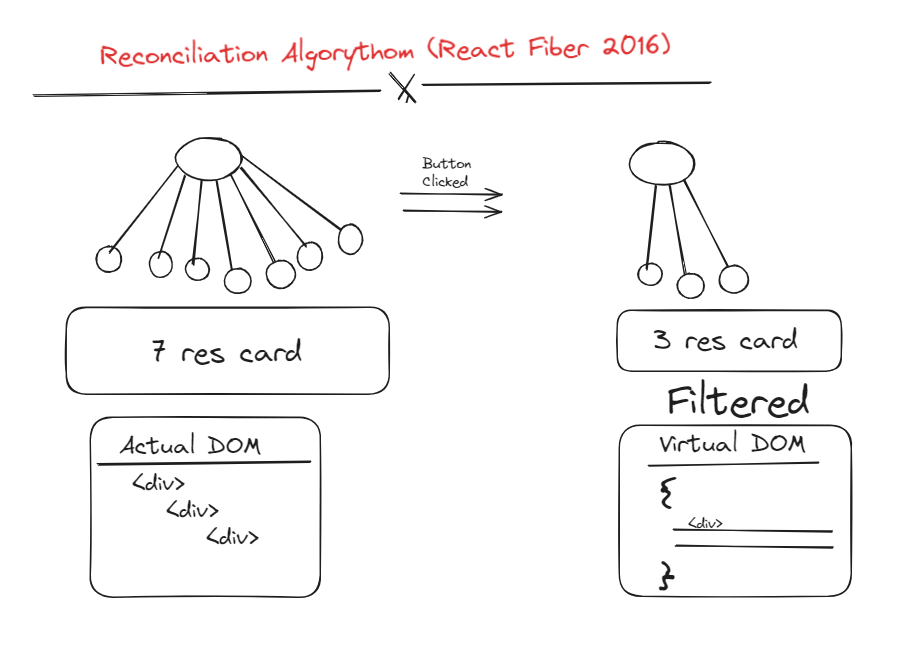 Reconciliation Algorythom (React Fiber 2016)
Button
Clicked
7 res card
3 res card
Filtered
Actual DOM
<div>
<div>
<div>
Virtual DOM
{
<div>
}